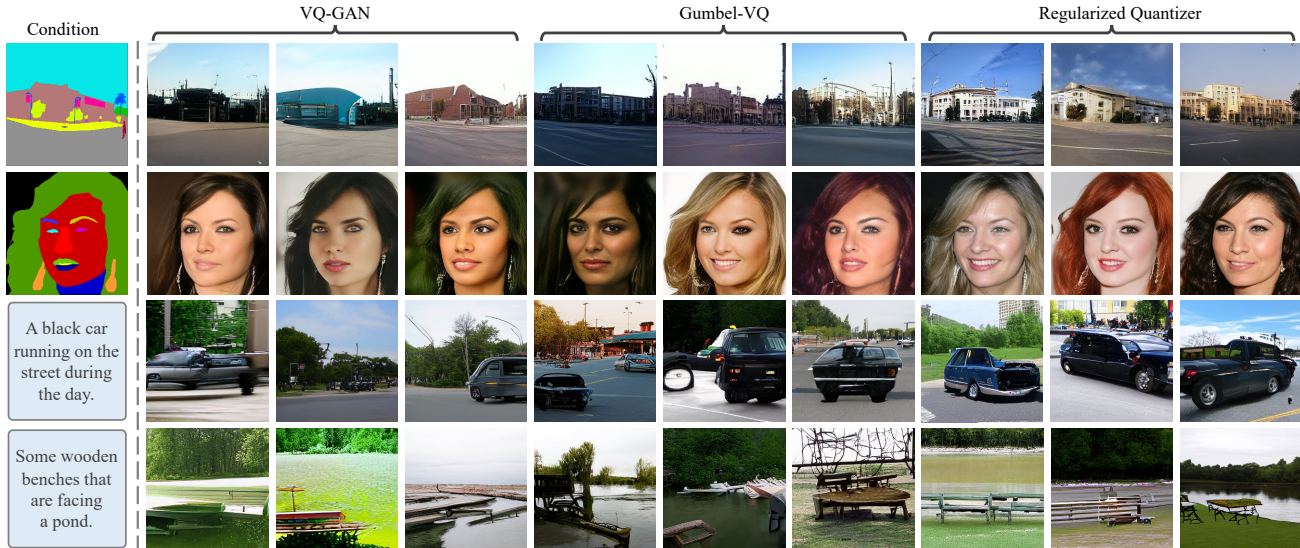 VQ-GAN
Gumbel-VQ
Regularized Quantizer
Condition
A black car
running on the
street during
the day.
Some wooden
benches that
are facing
a pond.